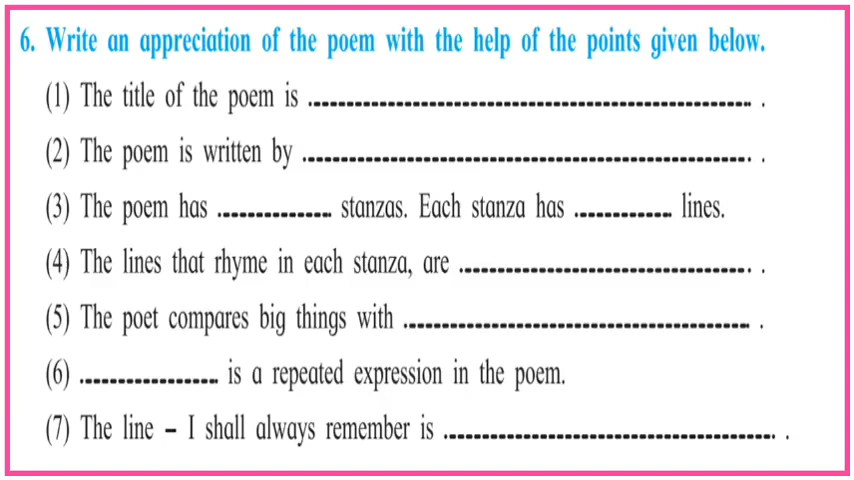 6. Write an appreciation of the poem with the help of the points given below.
(1) The title of the poem is ........................................................ .
(2) The poem is written by ........................................................ .
(3) The poem has ............... stanzas. Each stanza has ............. lines.
(4) The lines that rhyme in each stanza, are ...................................... .
(5) The poet compares big things with ............................................. .
(6) .................. is a repeated expression in the poem.
(7) The line – I shall always remember is ........................................... .